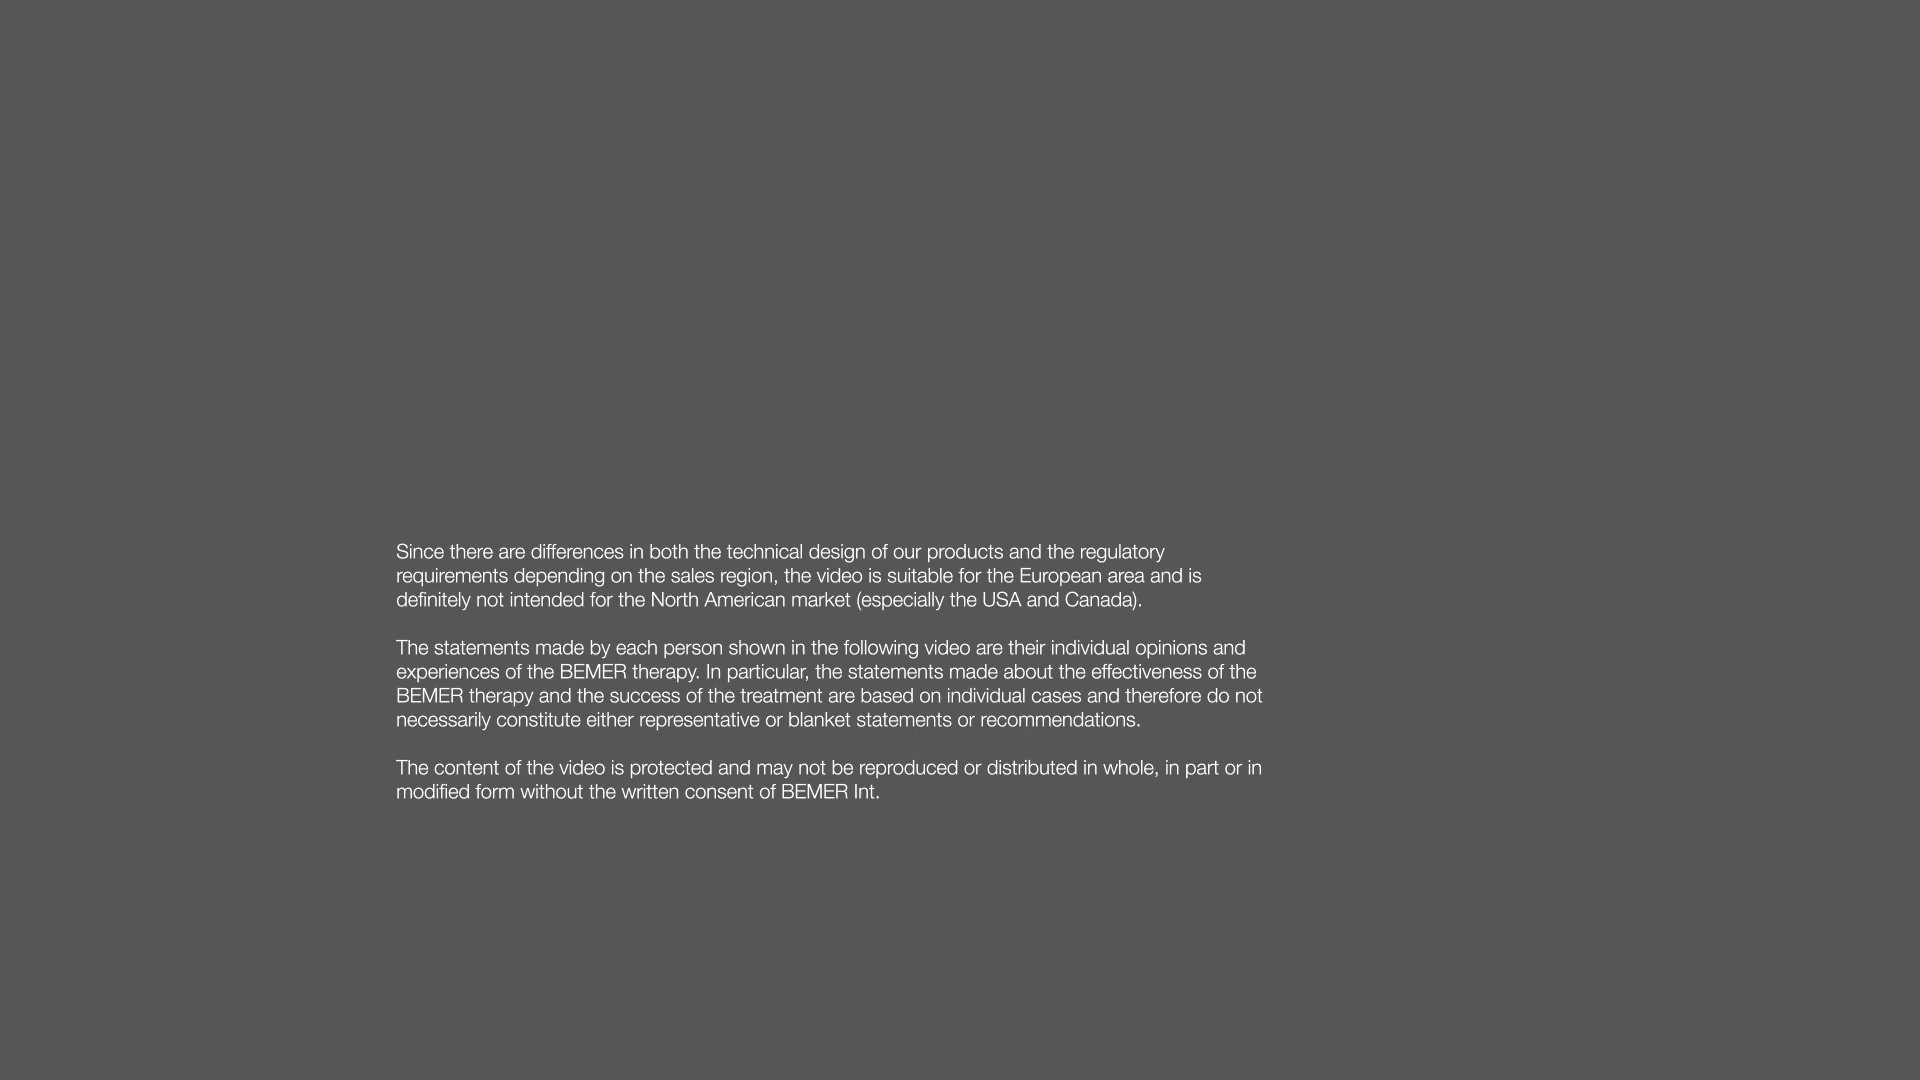 Since there are differences in both the technical design of our products and the regulatory
requirements depending on the sales region, the video is suitable for the European area and is
definitely not intended for the North American market (especially the USA and Canada).
The statements made by each person shown in the following video are their individual opinions and
experiences of the BEMER therapy. In particular, the statements made about the effectiveness of the
BEMER therapy and the success of the treatment are based on individual cases and therefore do not
necessarily constitute either representative or blanket statements or recommendations.
The content of the video is protected and may not be reproduced or distributed in whole, in part or in
modified form without the written consent of BEMER Int.